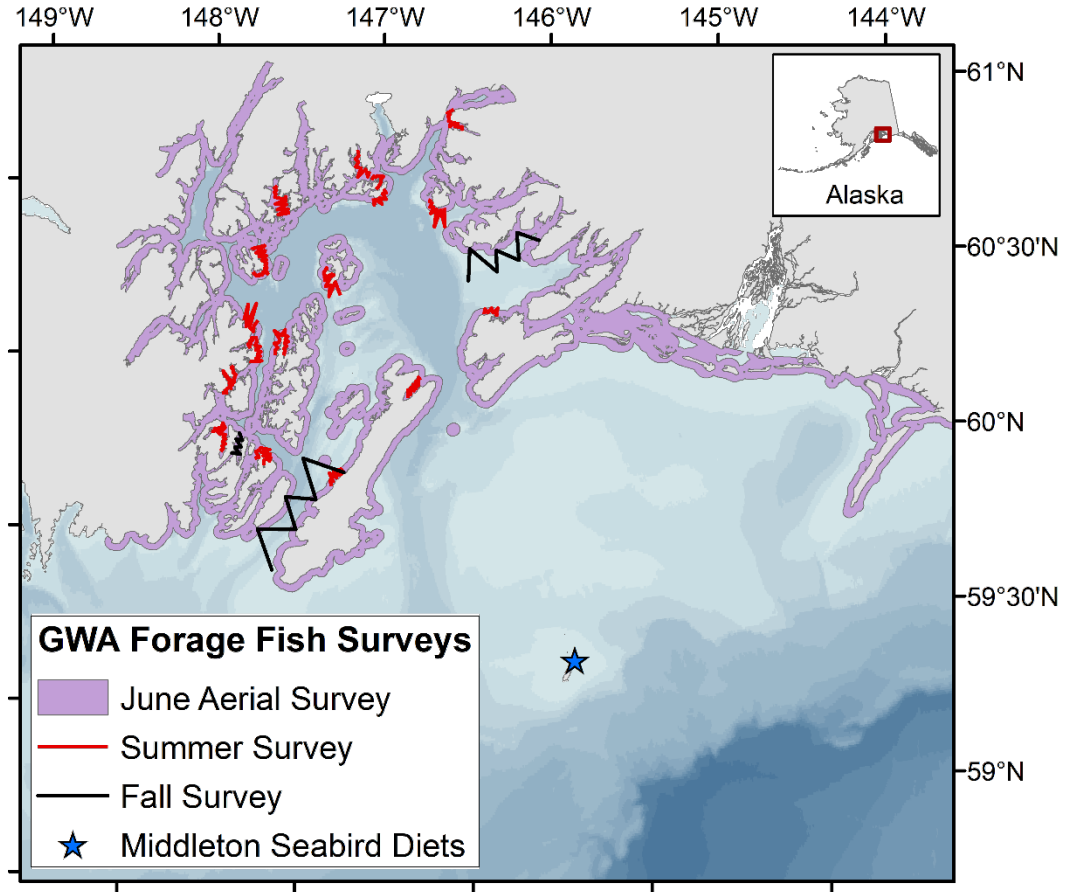 149°W 148°W 147°W 146°W 145°W 144°W
61°N
Alaska
60°30'N
60°N
59°30'N
59°N
GWA Forage Fish Surveys
June Aerial Survey
Summer Survey
Fall Survey
Middleton Seabird Diets